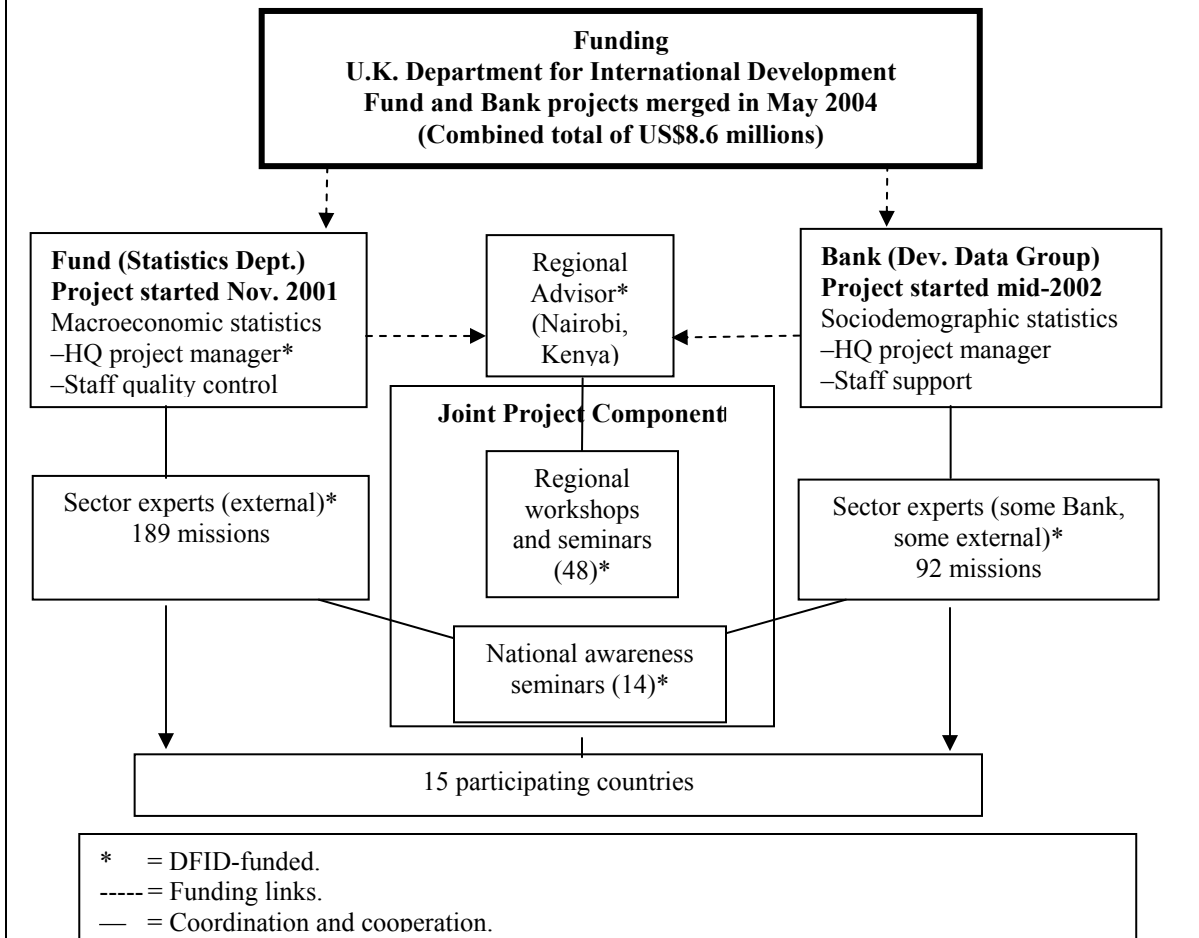 Funding
U.K. Department for International Development
Fund and Bank projects merged in May 2004
(Combined total of US$8.6 millions)
Fund (Statistics Dept.)
Project started Nov. 2001
Macroeconomic statistics
–HQ project manager*
–Staff quality control
Regional
Advisor*
(Nairobi,
Kenya)
Bank (Dev. Data Group)
Project started mid-2002
Sociodemographic statistics
–HQ project manager
–Staff support
Joint Project Component
Sector experts (external)*
189 missions
Regional
workshops
and seminars
(48)*
Sector experts (some Bank,
some external)*
92 missions
National awareness
seminars (14)*
15 participating countries
* = DFID-funded.
----- = Funding links.
— = Coordination and cooperation.